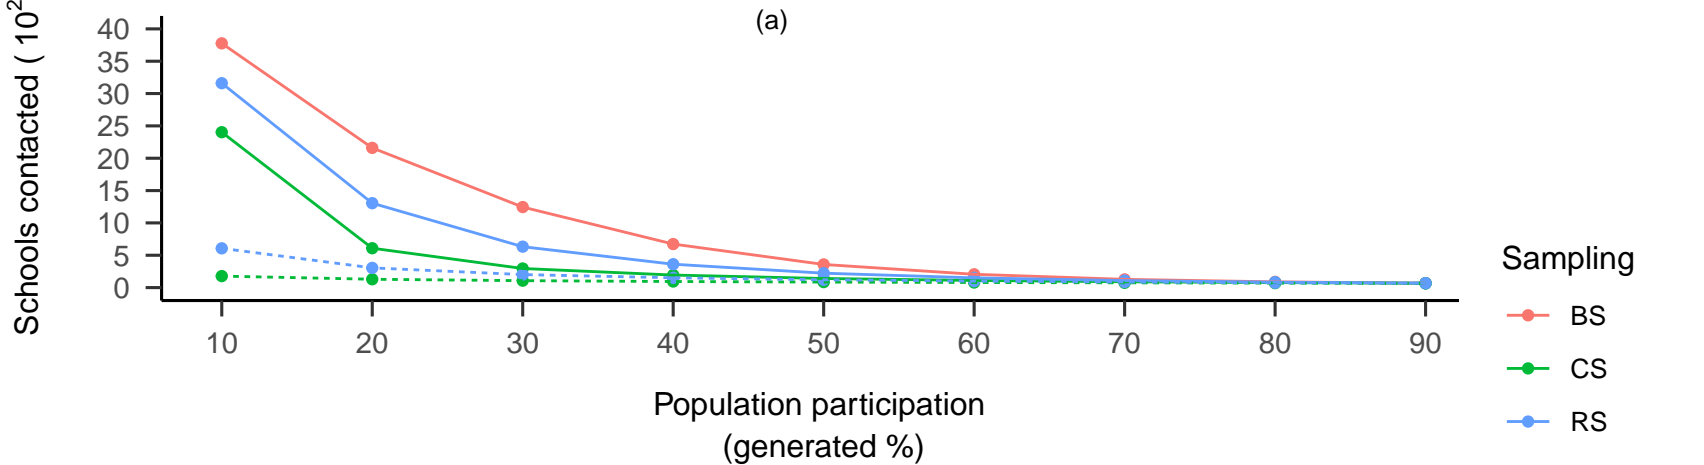 (a)
Schools contacted ( 10²
40
35
30
25
20
15
10
5
0
10 20 30 40 50 60 70 80 90
Population participation
(generated %)
Sampling
BS
CS
RS